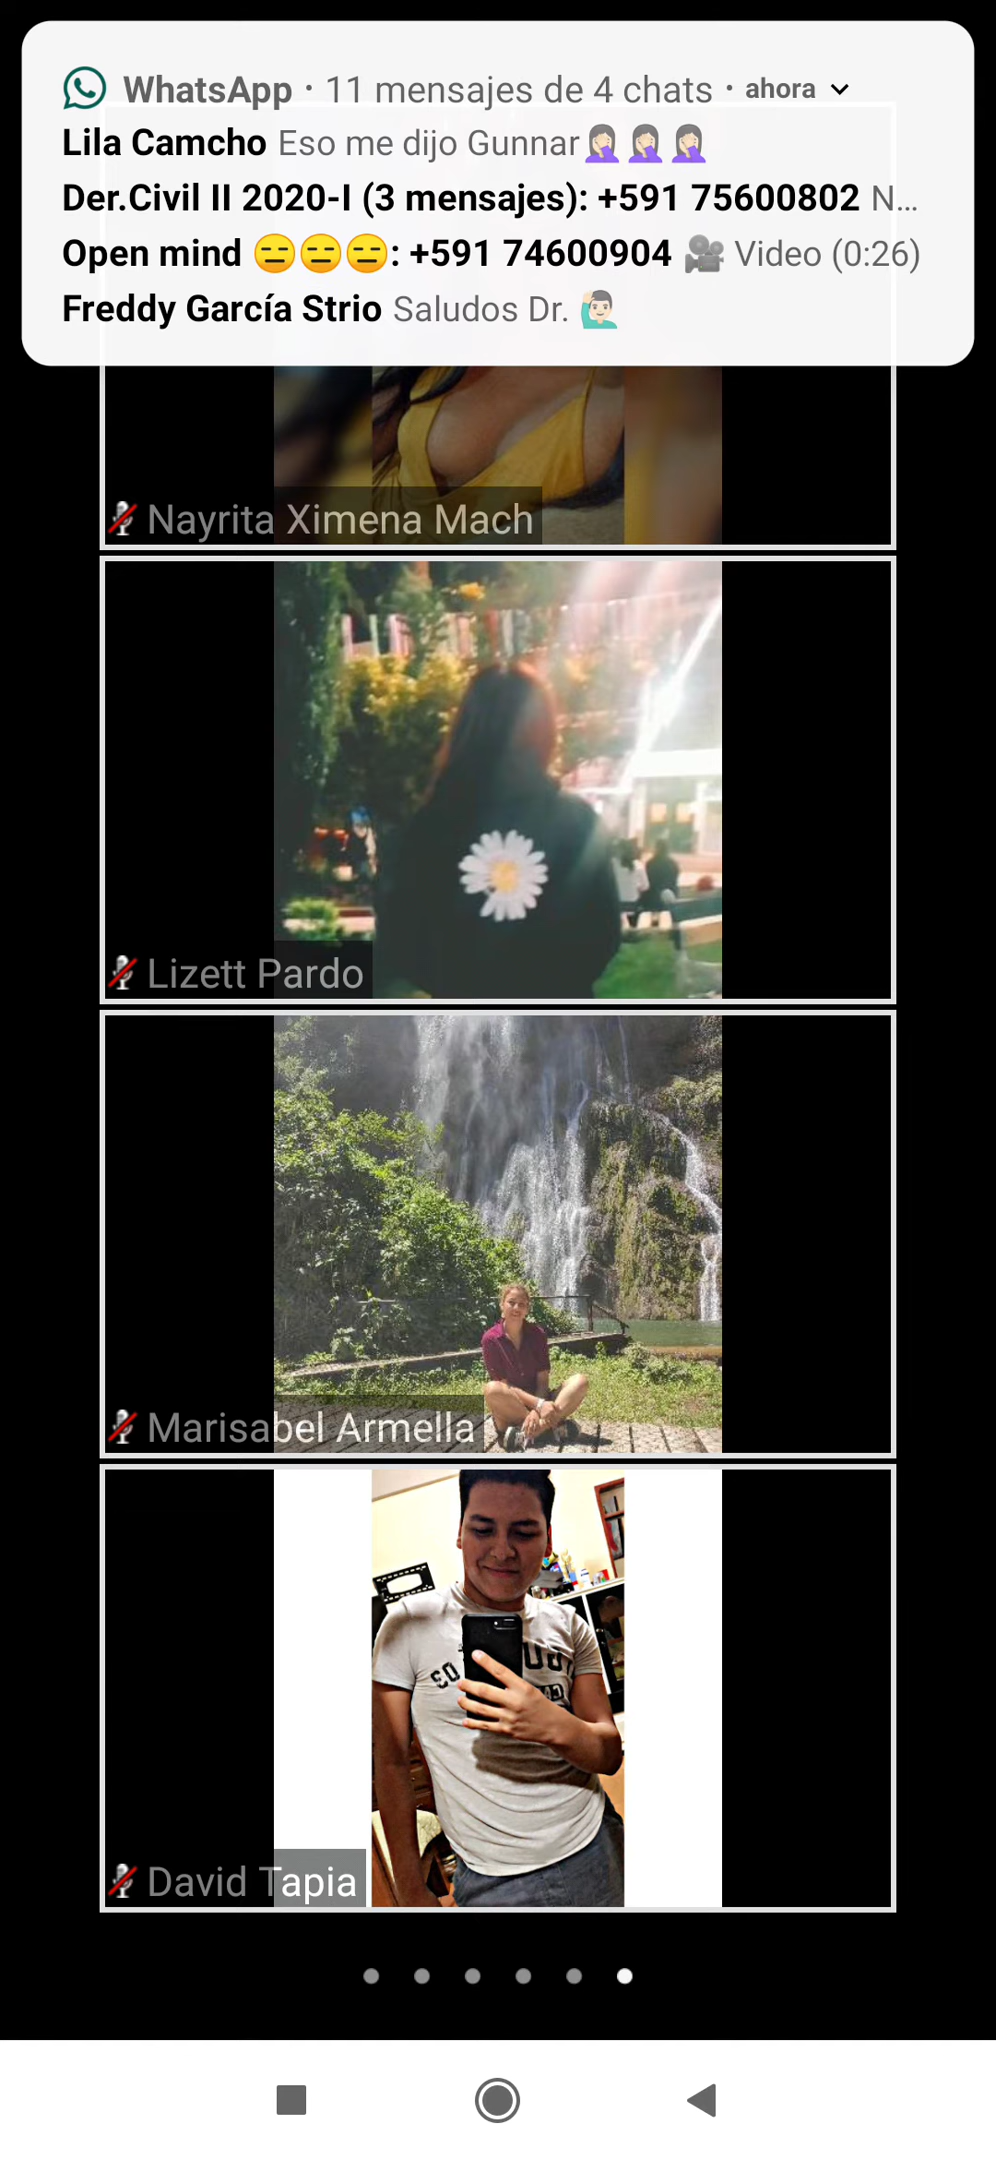 WhatsApp · 11 mensajes de 4 chats · ahora
Lila Camcho Eso me dijo Gunnar🤦🏻‍♀️🤦🏻‍♀️🤦🏻‍♀️
Der.Civil II 2020-I (3 mensajes): +591 75600802 N...
Open mind 😑😑😑: +591 74600904 🎥 Video (0:26)
Freddy García Strio Saludos Dr. 🙋🏻‍♂️
Nayrita Ximena Mach
Lizett Pardo
Marisabel Armella
David Tapia